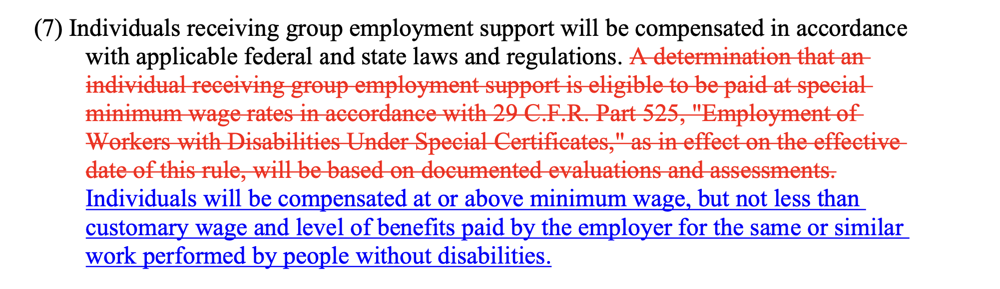 (7) Individuals receiving group employment support will be compensated in accordance
with applicable federal and state laws and regulations. A determination that an
individual receiving group employment support is eligible to be paid at special
minimum wage rates in accordance with 29 C.F.R. Part 525, "Employment of
Workers with Disabilities Under Special Certificates," as in effect on the effective
date of this rule, will be based on documented evaluations and assessments.
Individuals will be compensated at or above minimum wage, but not less than
customary wage and level of benefits paid by the employer for the same or similar
work performed by people without disabilities.